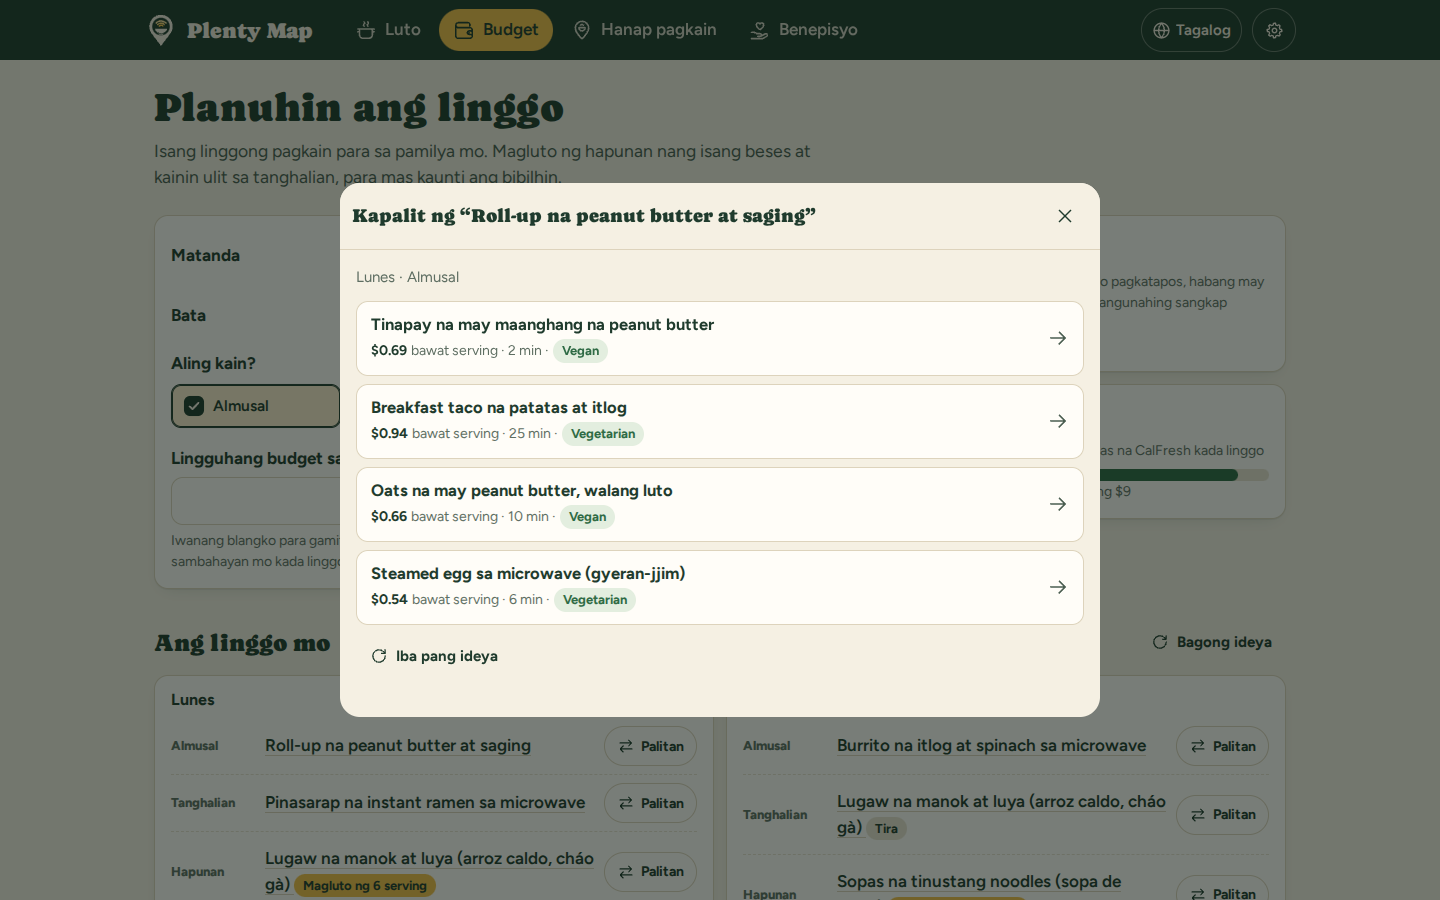 Plenty Map
Luto
Budget
Hanap pagkain
Benepisyo
Tagalog
Planuhin ang linggo
Isang linggong pagkain para sa pamilya mo. Magluto ng hapunan nang isang beses at
kainin ulit sa tanghalian, para mas kaunti ang bibilhin.
Matanda
Bata
Aling kain?
Almusal
Lingguhang budget
Iwanang blangko para
sambahayan mo kada
pagkatapos, habang may
sangkap
na CalFresh kada linggo
$9
Kapalit ng “Roll-up na peanut butter at saging”
Lunes · Almusal
Tinapay na may maanghang na peanut butter
$0.69 bawat serving · 2 min · Vegan
Breakfast taco na patatas at itlog
$0.94 bawat serving · 25 min · Vegetarian
Oats na may peanut butter, walang luto
$0.66 bawat serving · 10 min · Vegan
Steamed egg sa microwave (gyeran-jjim)
$0.54 bawat serving · 6 min · Vegetarian
Iba pang ideya
Ang linggo mo
Bagong ideya
Lunes
Almusal
Roll-up na peanut butter at saging
Palitan
Tanghalian
Pinasarap na instant ramen sa microwave
Palitan
Hapunan
Lugaw na manok at luya (arroz caldo, cháo
gà) Magluto ng 6 serving
Palitan
Almusal
Burrito na itlog at spinach sa microwave
Palitan
Tanghalian
Lugaw na manok at luya (arroz caldo, cháo
gà) Tira
Palitan
Hapunan
Sopas na tinustang noodles (sopa de
Palitan